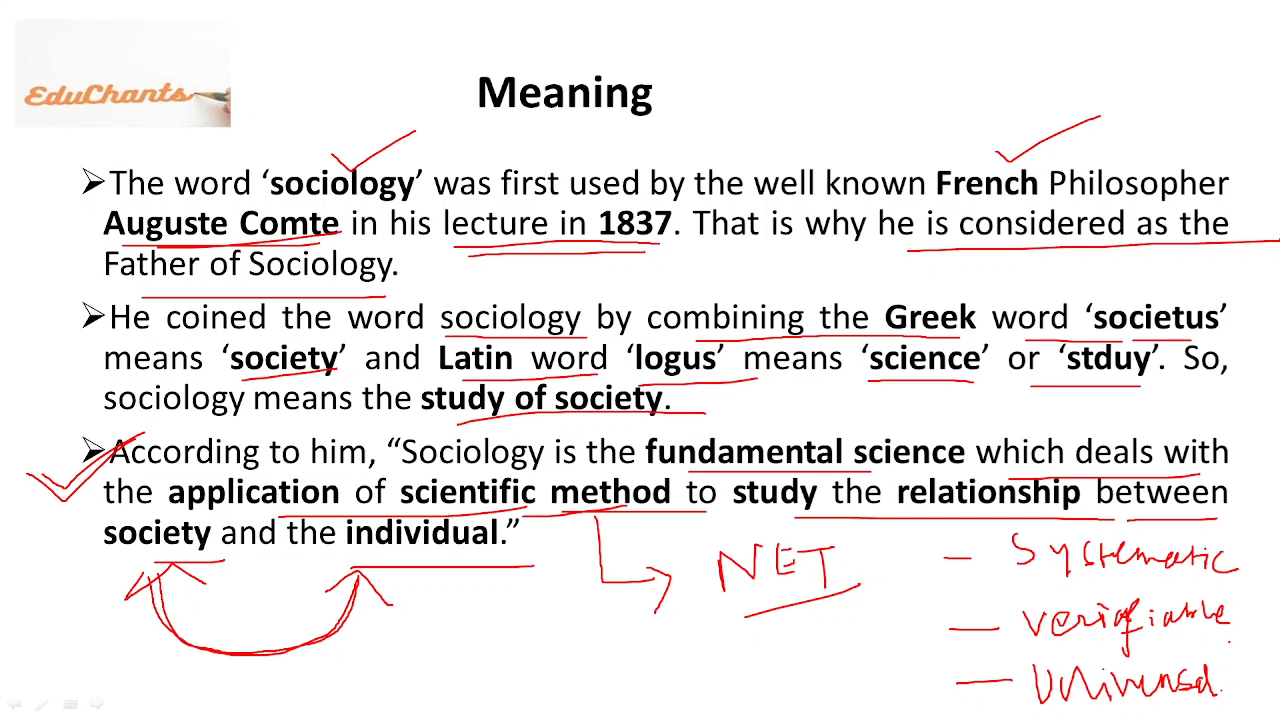 EduChants
Meaning
➢The word ‘sociology’ was first used by the well known French Philosopher
Auguste Comte in his lecture in 1837. That is why he is considered as the
Father of Sociology.
➢He coined the word sociology by combining the Greek word ‘societus’
means ‘society’ and Latin word ‘logus’ means ‘science’ or ‘stduy’. So,
sociology means the study of society.
➢According to him, “Sociology is the fundamental science which deals with
the application of scientific method to study the relationship between
society and the individual.”
NET
– Systematic
– Verifiable
– Universal